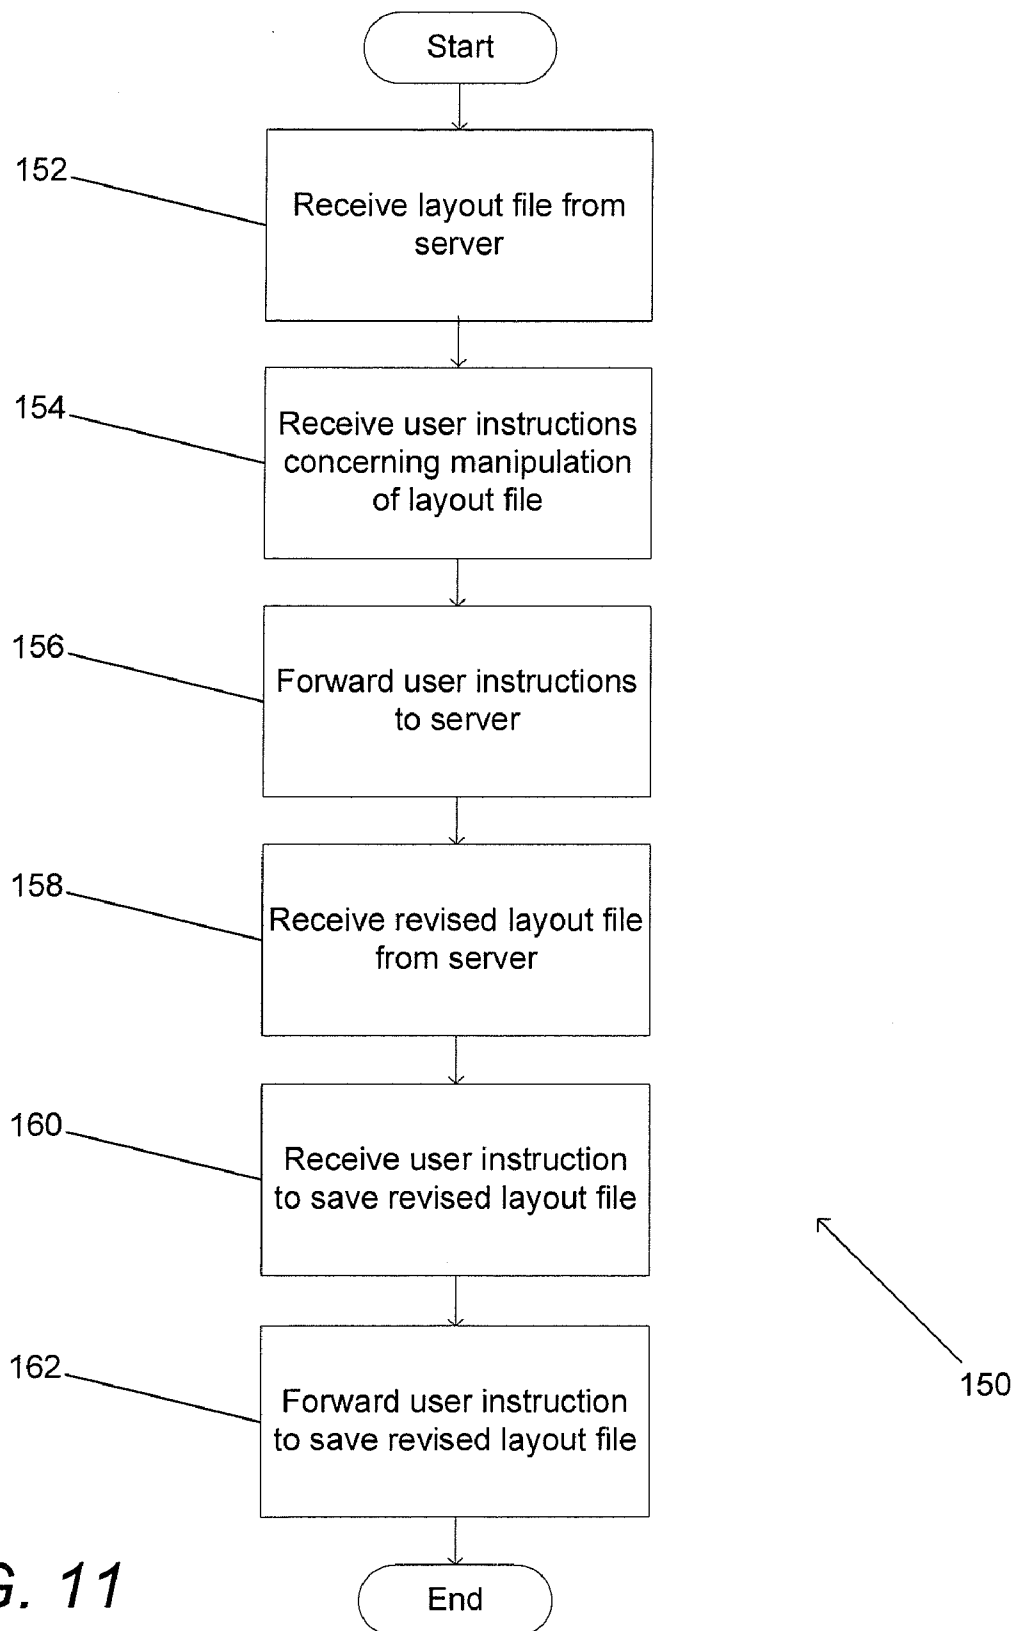 Start
152
Receive layout file from
server
154
Receive user instructions
concerning manipulation
of layout file
156
Forward user instructions
to server
158
Receive revised layout file
from server
160
Receive user instruction
to save revised layout file
162
Forward user instruction
to save revised layout file
150
End
G. 11